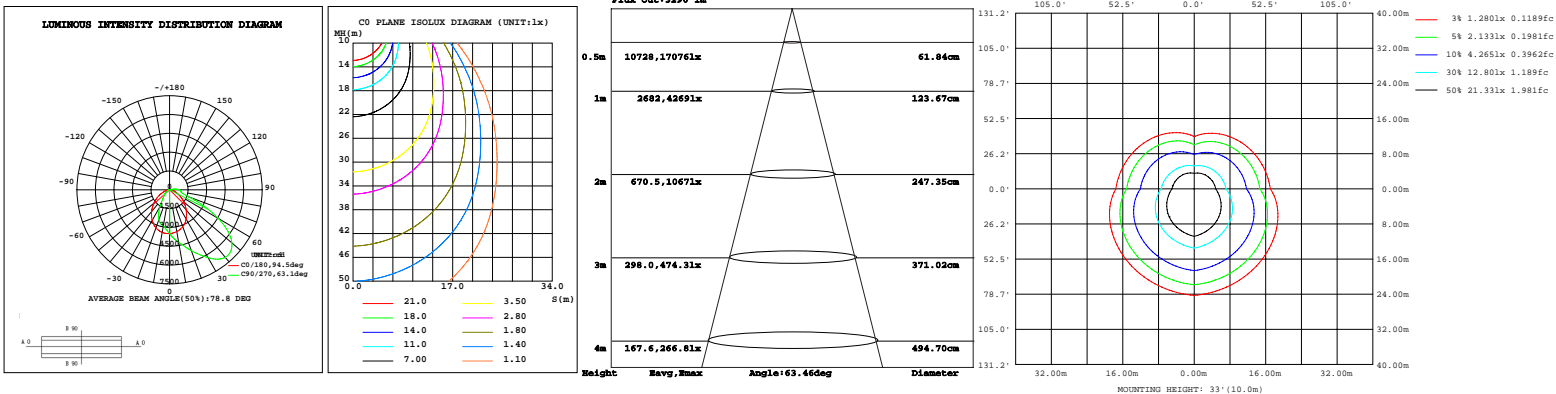 LUMINOUS INTENSITY DISTRIBUTION DIAGRAM
-/+180
-150
150
-120
120
-90
90
-60
60
-30
30
0
0
1500
3000
4500
6000
7500
UNIT:cd
C0/180,94.5deg
C90/270,63.1deg
AVERAGE BEAM ANGLE(50%):78.8 DEG
B 90
A 0
A 0
B 90
C0 PLANE ISOLUX DIAGRAM (UNIT:lx)
MH(m)
10
14
18
22
26
30
34
38
42
46
50
0.0
17.0
34.0
S(m)
21.0
3.50
18.0
2.80
14.0
1.80
11.0
1.40
7.00
1.10
0.5m
10728,17076lx
61.84cm
1m
2682,4269lx
123.67cm
2m
670.5,1067lx
247.35cm
3m
298.0,474.3lx
371.02cm
4m
167.6,266.8lx
494.70cm
Height
Eavg,Emax
Angle:63.46deg
Diameter
105.0'
52.5'
0.0'
52.5'
105.0'
131.2'
40.00m
105.0'
32.00m
78.7'
24.00m
52.5'
16.00m
26.2'
8.00m
0.0'
0.00m
26.2'
8.00m
52.5'
16.00m
78.7'
24.00m
105.0'
32.00m
131.2'
40.00m
32.00m
16.00m
0.00m
16.00m
32.00m
MOUNTING HEIGHT: 33'(10.0m)
3% 1.280lx 0.1189fc
5% 2.133lx 0.1981fc
10% 4.265lx 0.3962fc
30% 12.80lx 1.189fc
50% 21.33lx 1.981fc